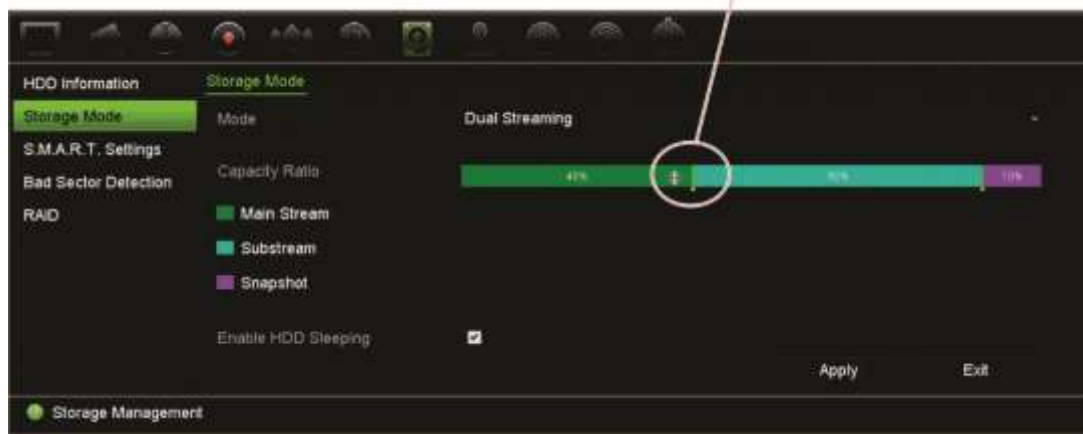 HDD Information
Storage Mode
Storage Mode
Mode
Dual Streaming
S.M.A.R.T. Settings
Bad Sector Detection
Capacity Ratio
10%
RAID
Main Stream
Substream
Snapshot
Enable HDD Sleeping
Apply
Exit
Storage Management